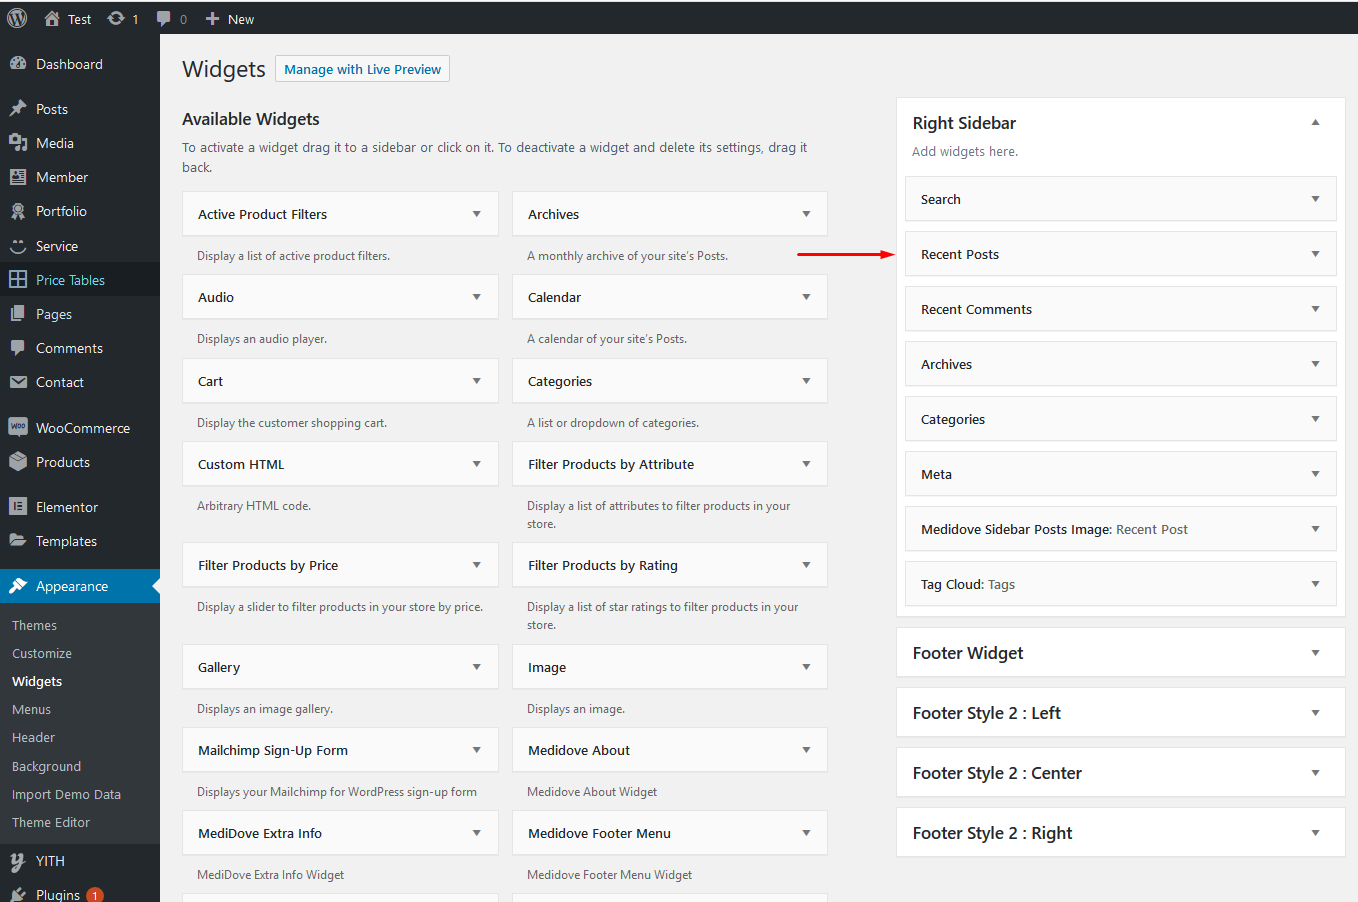 Test 1 0 New
Dashboard
Posts
Media
Member
Portfolio
Service
Price Tables
Pages
Comments
Contact
WOO WooCommerce
Products
Elementor
Templates
Appearance
Themes
Customize
Widgets
Menus
Header
Background
Import Demo Data
Theme Editor
YITH
Plugins 1
Widgets Manage with Live Preview
Available Widgets
To activate a widget drag it to a sidebar or click on it. To deactivate a widget and delete its settings, drag it
back.
Active Product Filters
Display a list of active product filters.
Archives
A monthly archive of your site's Posts.
Audio
Displays an audio player.
Calendar
A calendar of your site's Posts.
Cart
Display the customer shopping cart.
Categories
A list or dropdown of categories.
Custom HTML
Arbitrary HTML code.
Filter Products by Attribute
Display a list of attributes to filter products in your
store.
Filter Products by Price
Display a slider to filter products in your store by price.
Filter Products by Rating
Display a list of star ratings to filter products in your
store.
Gallery
Displays an image gallery.
Image
Displays an image.
Mailchimp Sign-Up Form
Displays your Mailchimp for WordPress sign-up form
Medidove About
Medidove About Widget
MediDove Extra Info
MediDove Extra Info Widget
Medidove Footer Menu
Medidove Footer Menu Widget
Right Sidebar
Add widgets here.
Search
Recent Posts
Recent Comments
Archives
Categories
Meta
Medidove Sidebar Posts Image: Recent Post
Tag Cloud: Tags
Footer Widget
Footer Style 2 : Left
Footer Style 2 : Center
Footer Style 2 : Right